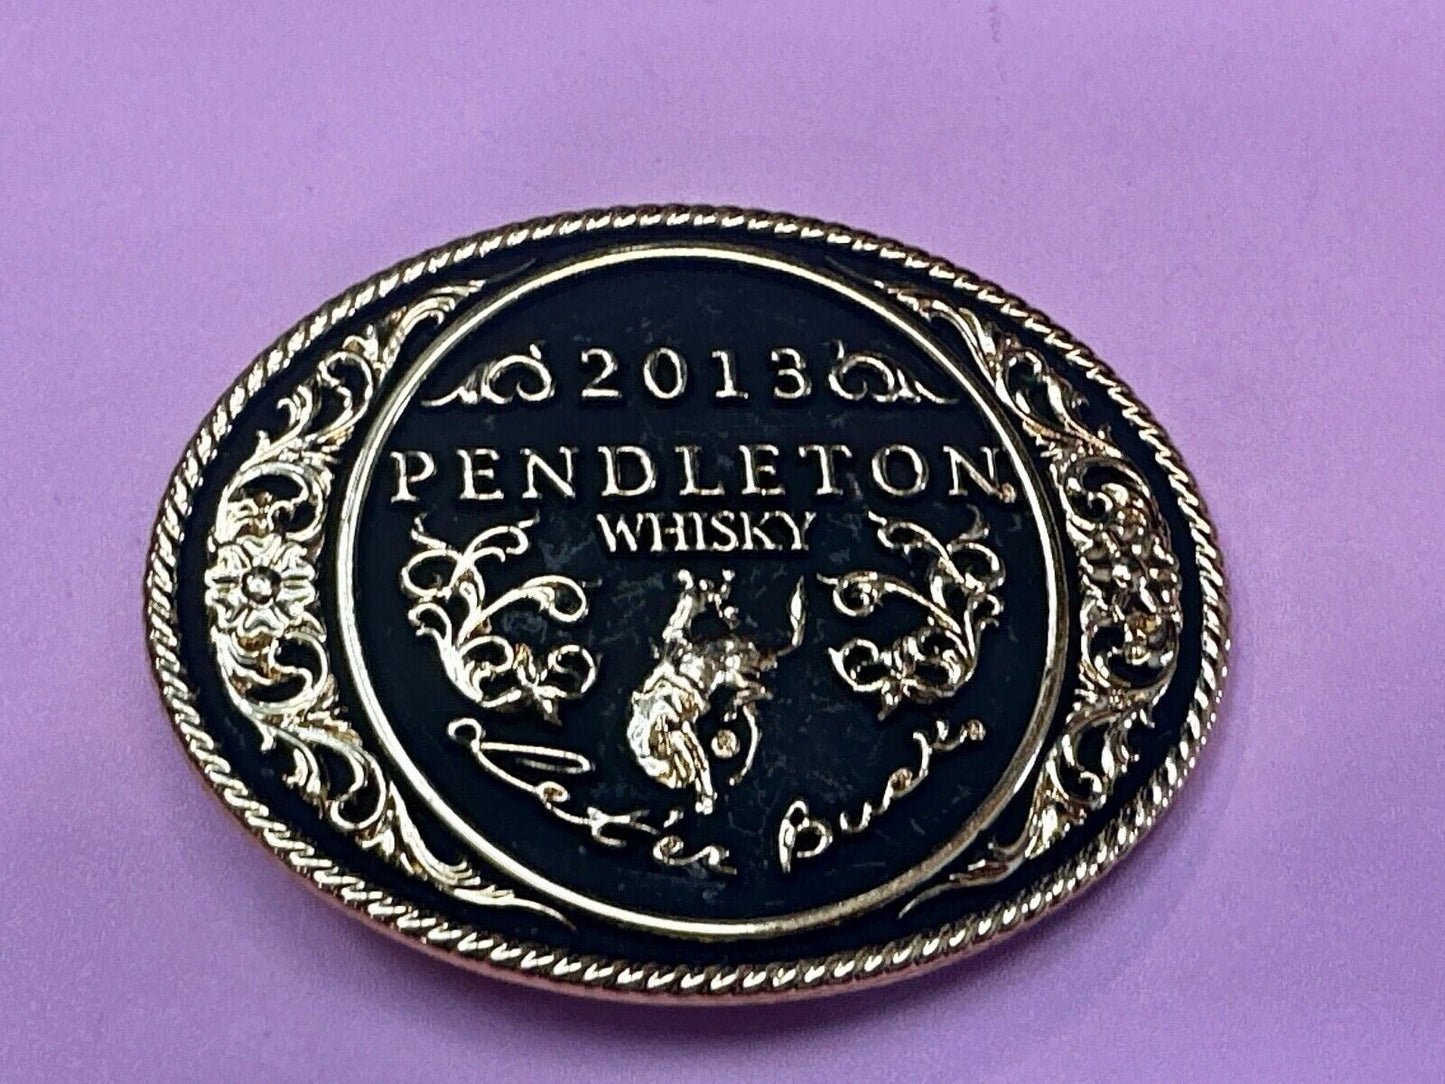 2013
PENDLETON
WHISKY
Let'er Buck